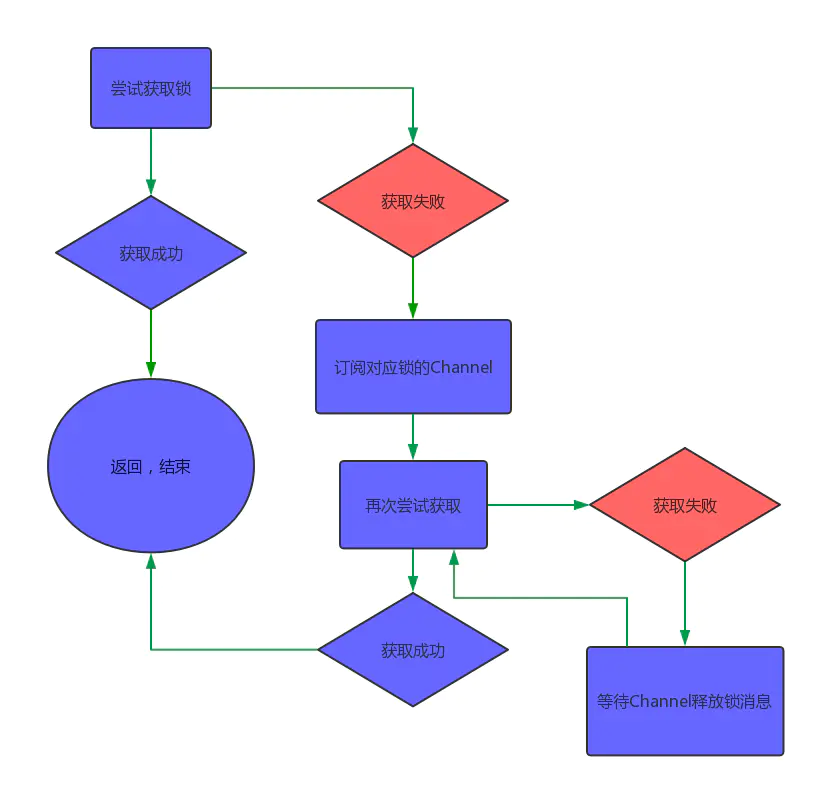 尝试获取锁
获取失败
获取成功
订阅对应锁的Channel
返回，结束
再次尝试获取
获取失败
获取成功
等待Channel释放锁消息